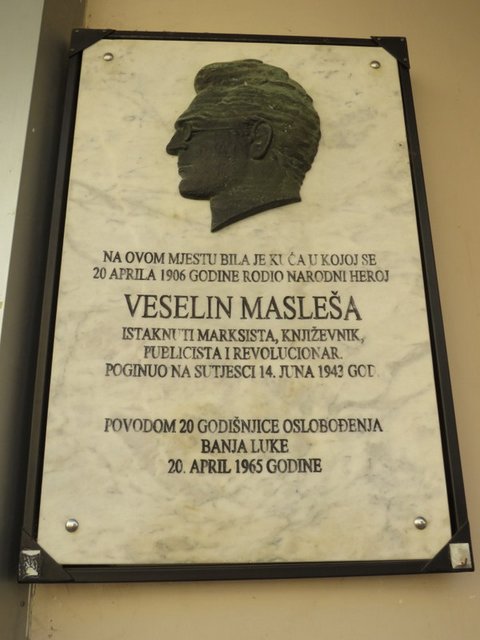 NA OVOM MJESTU BILA JE KUĆA U KOJOJ SE
20 APRILA 1906 GODINE RODIO NARODNI HEROJ
VESELIN MASLEŠA
ISTAKNUTI MARKSISTA, KNJIŽEVNIK,
PUBLICISTA I REVOLUCIONAR.
POGINUO NA SUTJESCI 14. JUNA 1943 GOD.
POVODOM 20 GODIŠNJICE OSLOBOĐENJA
BANJA LUKE
20. APRIL 1965 GODINE